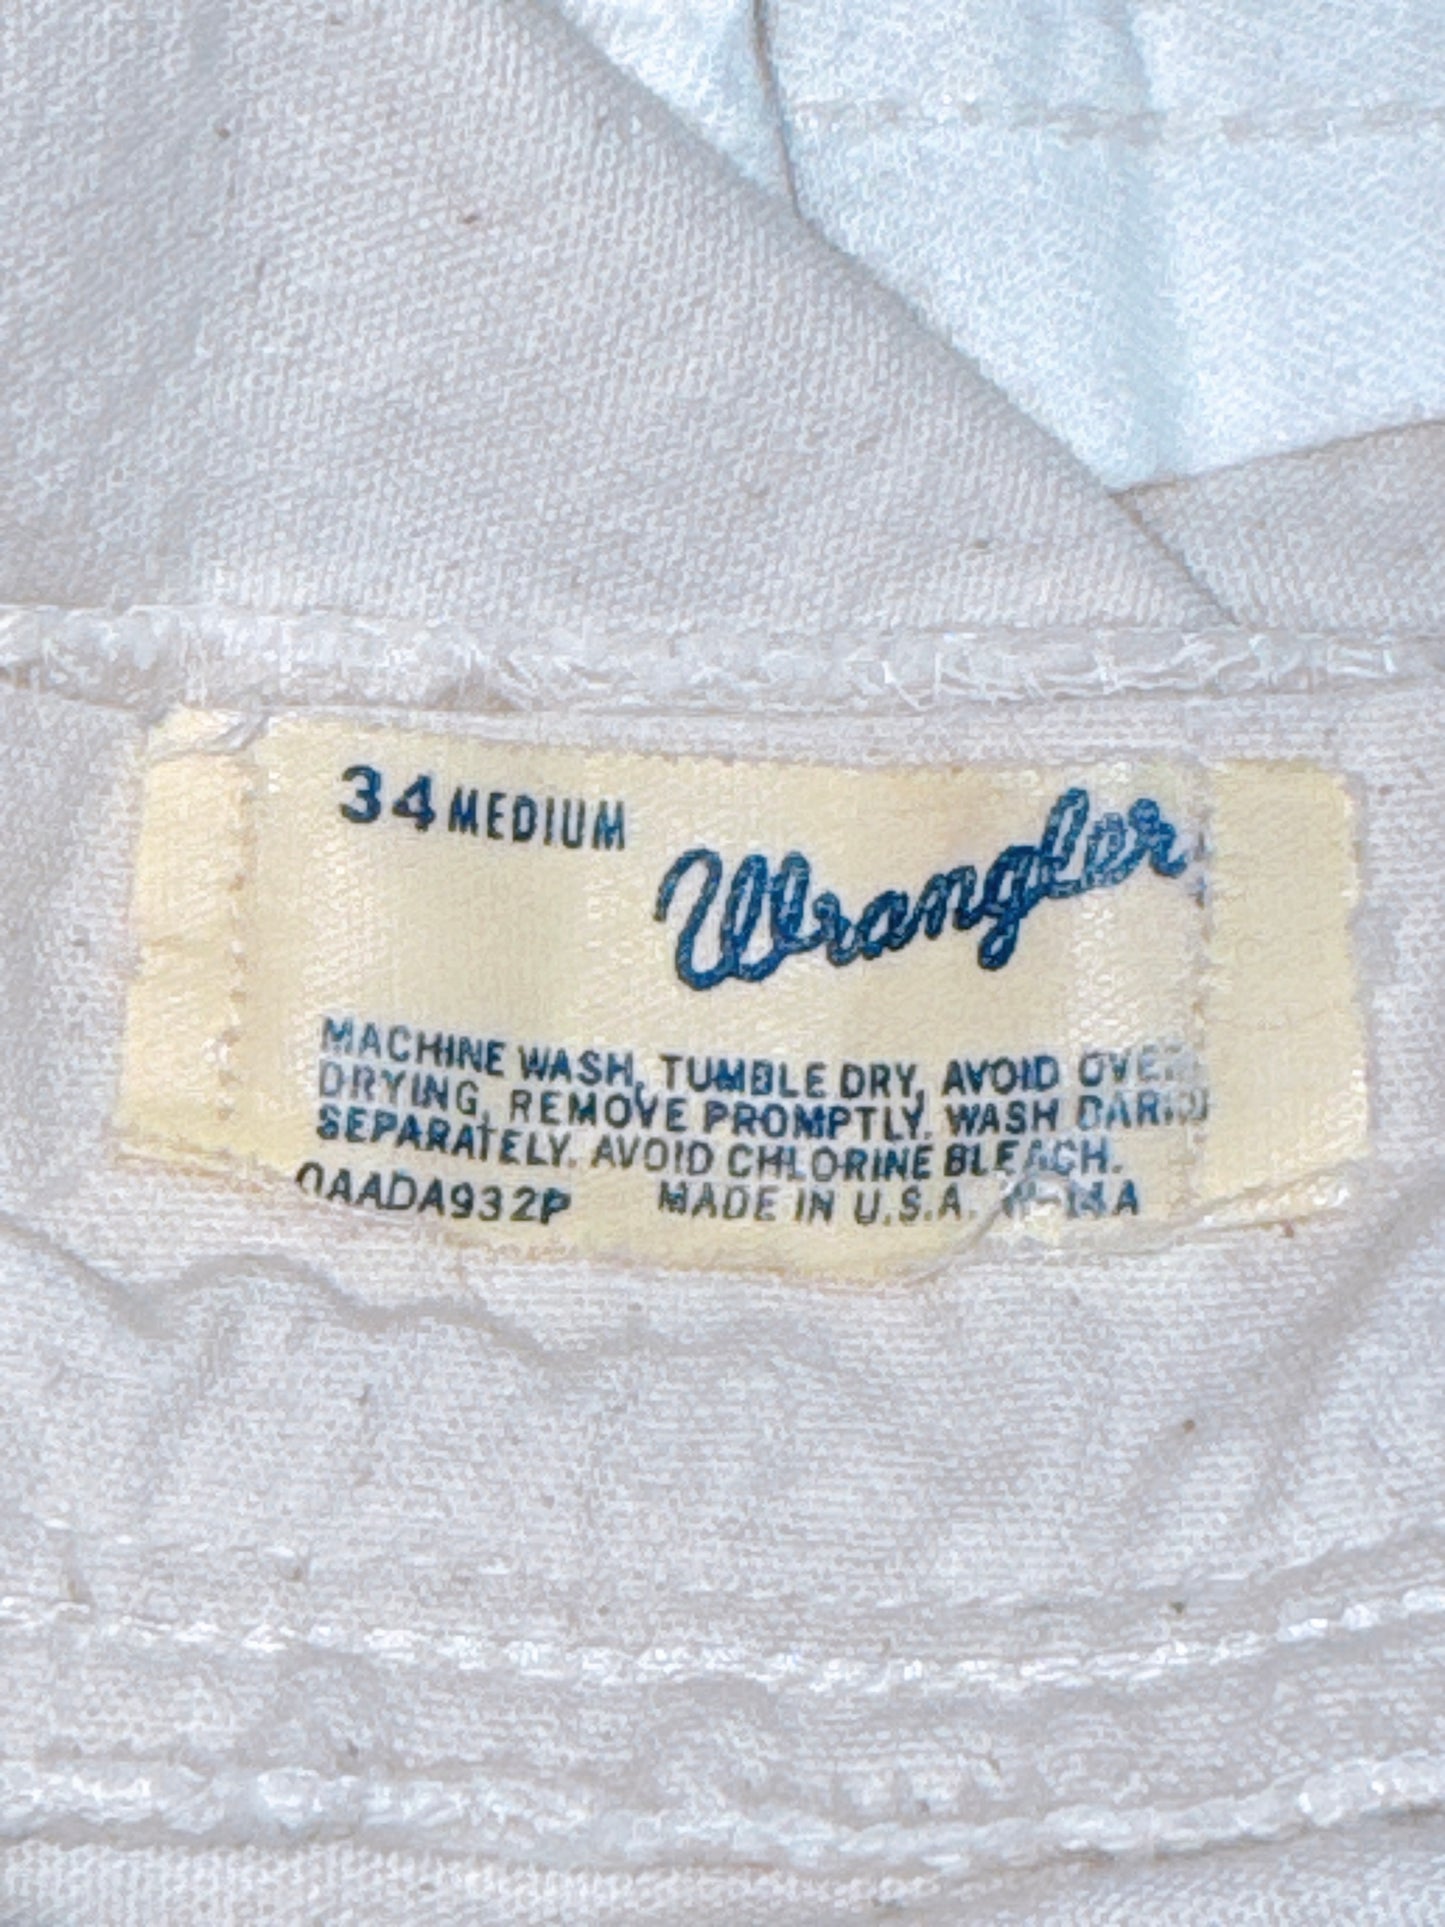 34 MEDIUM
Wrangler
MACHINE WASH, TUMBLE DRY, AVOID OVER
DRYING, REMOVE PROMPTLY. WASH DARK
SEPARATELY. AVOID CHLORINE BLEACH.
0AADA932P MADE IN U.S.A.